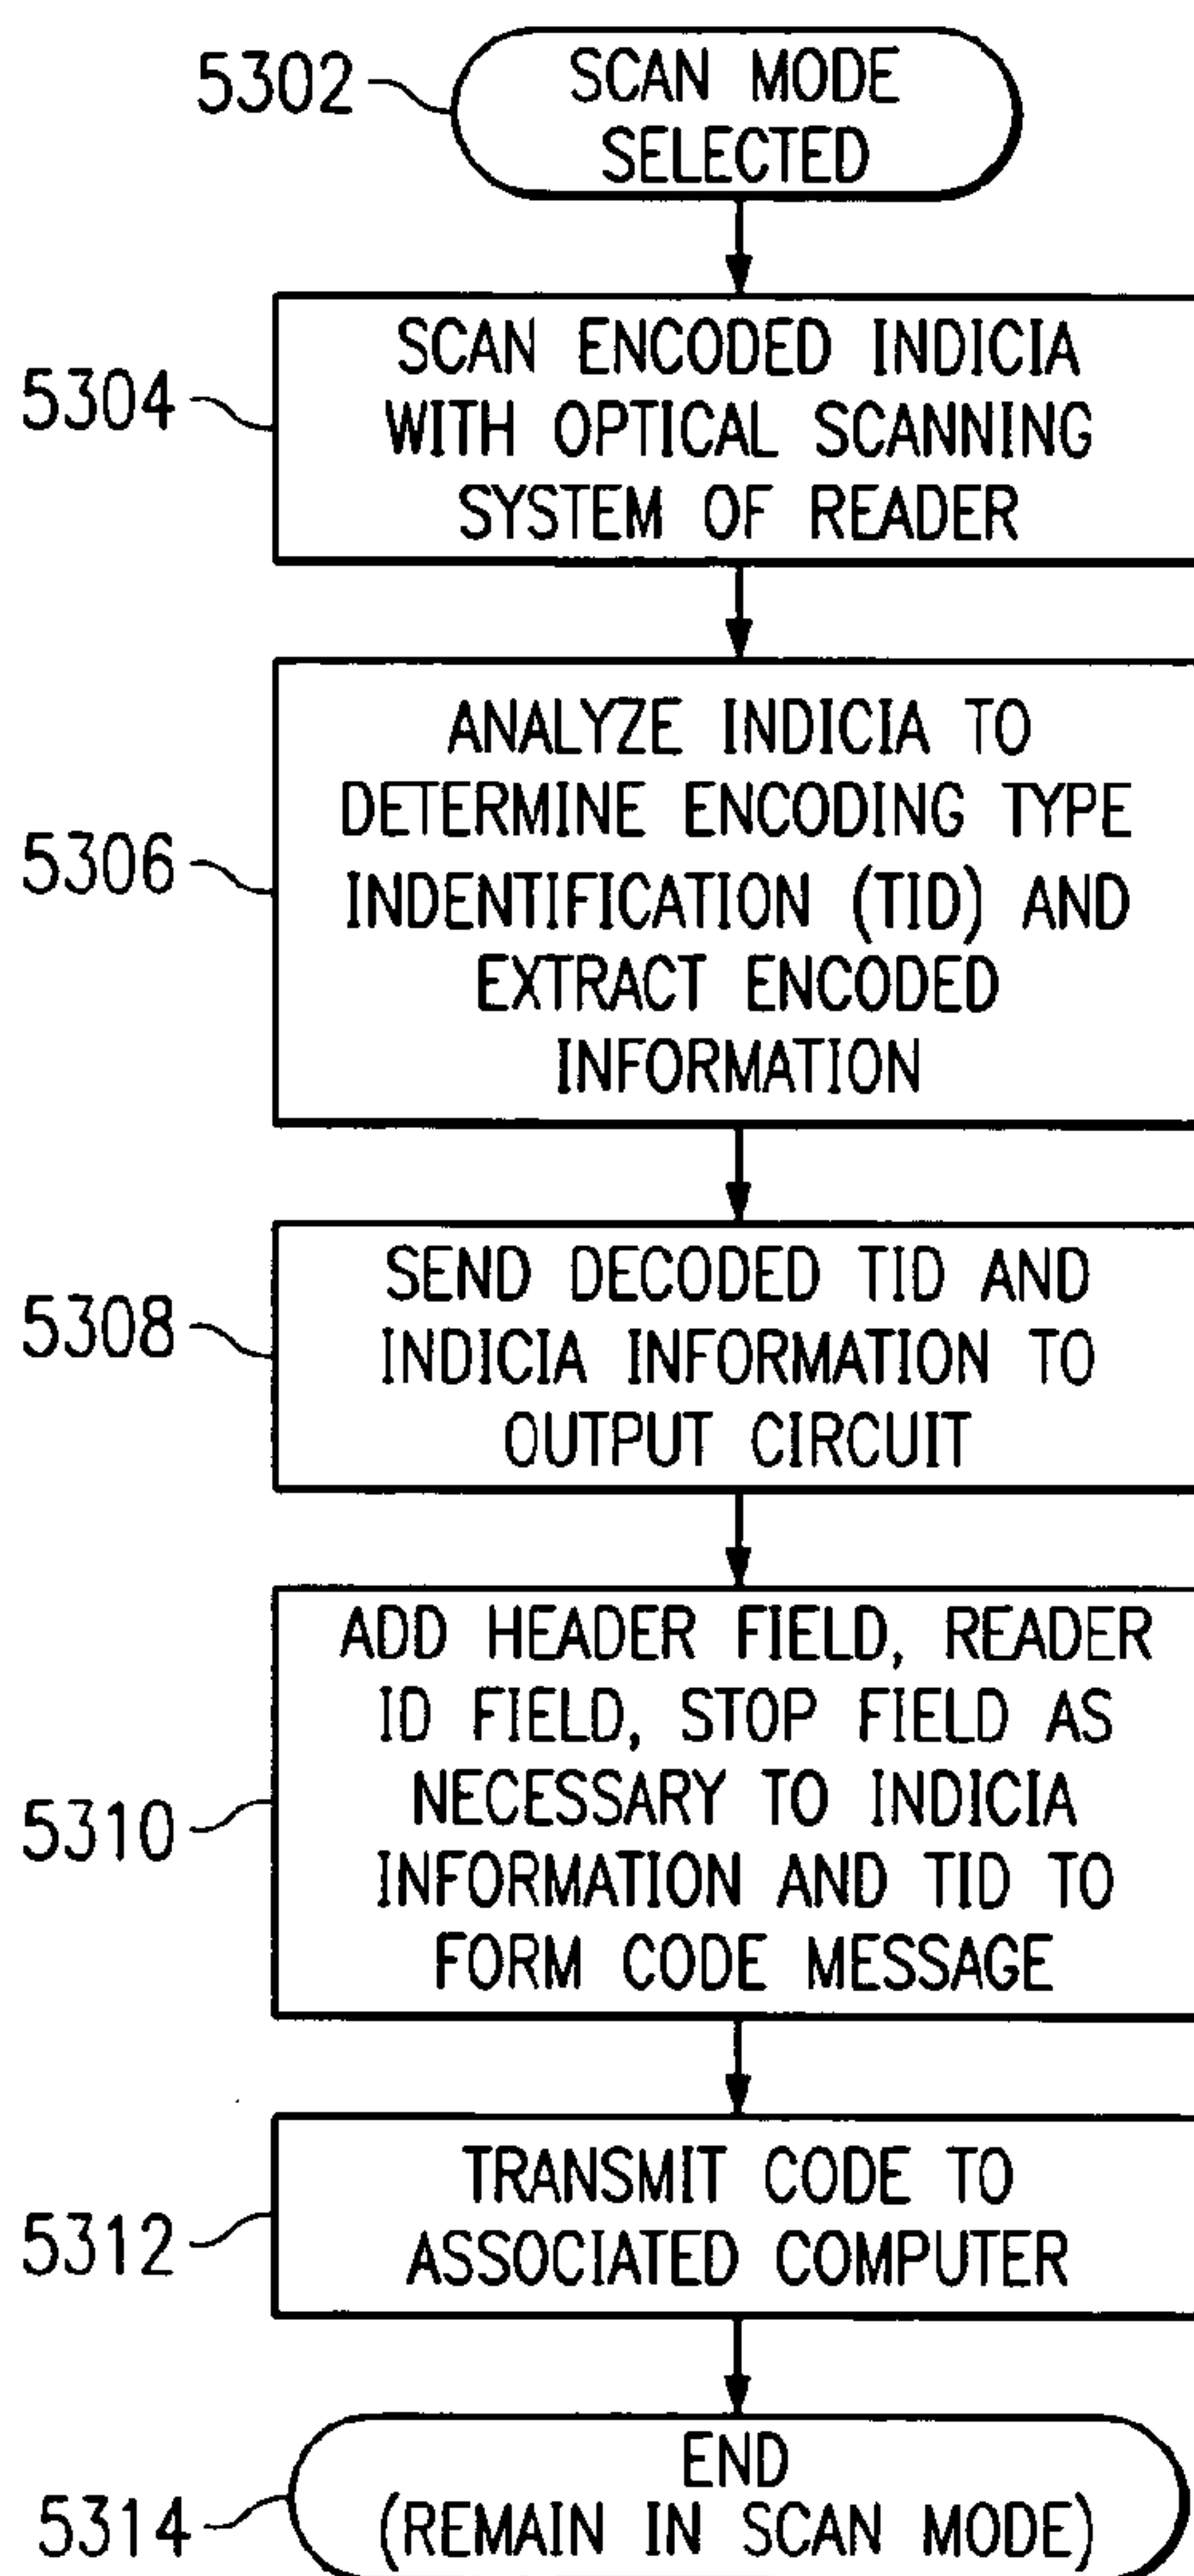 5302
SCAN MODE
SELECTED
5304
SCAN ENCODED INDICIA
WITH OPTICAL SCANNING
SYSTEM OF READER
5306
ANALYZE INDICIA TO
DETERMINE ENCODING TYPE
INDENTIFICATION (TID) AND
EXTRACT ENCODED
INFORMATION
5308
SEND DECODED TID AND
INDICIA INFORMATION TO
OUTPUT CIRCUIT
5310
ADD HEADER FIELD, READER
ID FIELD, STOP FIELD AS
NECESSARY TO INDICIA
INFORMATION AND TID TO
FORM CODE MESSAGE
5312
TRANSMIT CODE TO
ASSOCIATED COMPUTER
5314
END
(REMAIN IN SCAN MODE)